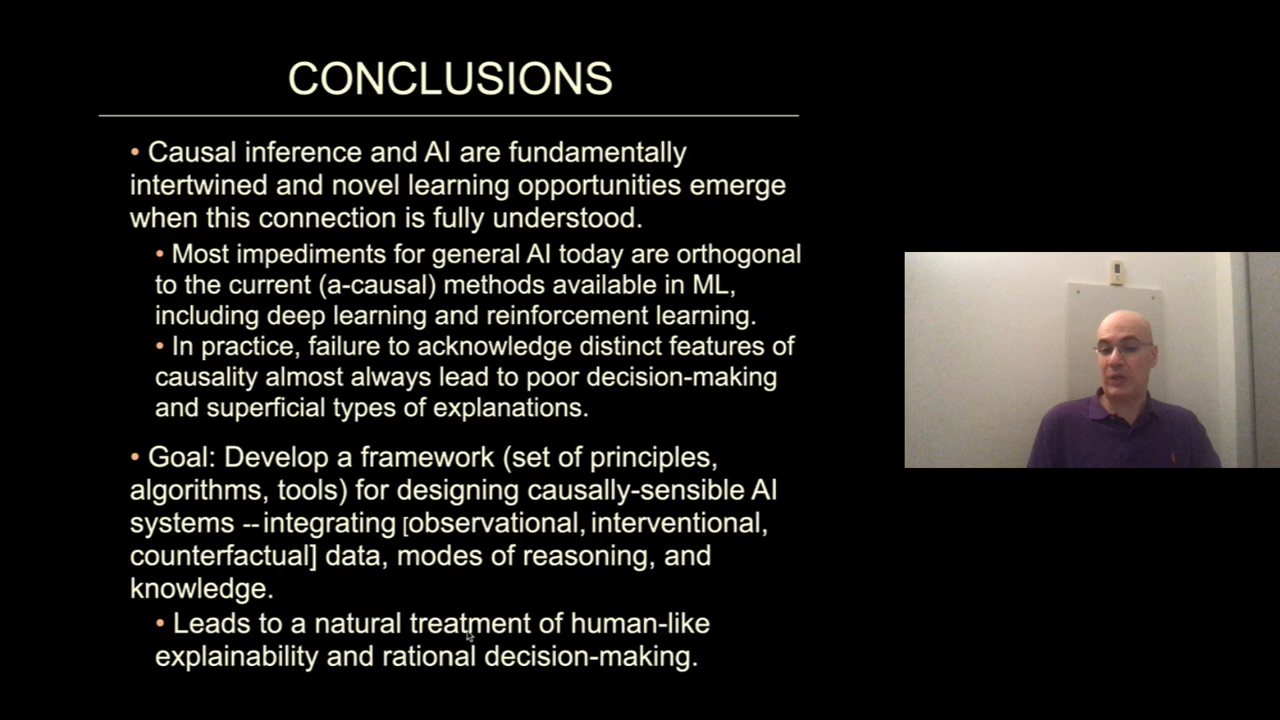 CONCLUSIONS
• Causal inference and AI are fundamentally
intertwined and novel learning opportunities emerge
when this connection is fully understood.
• Most impediments for general AI today are orthogonal
to the current (a-causal) methods available in ML,
including deep learning and reinforcement learning.
• In practice, failure to acknowledge distinct features of
causality almost always lead to poor decision-making
and superficial types of explanations.
• Goal: Develop a framework (set of principles,
algorithms, tools) for designing causally-sensible AI
systems -- integrating [observational, interventional,
counterfactual] data, modes of reasoning, and
knowledge.
• Leads to a natural treatment of human-like
explainability and rational decision-making.